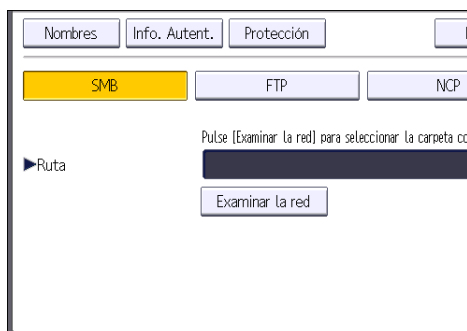 Nombres Info. Autent. Protección
SMB FTP NCP
Pulse [Examinar la red] para seleccionar la carpeta
▶Ruta
Examinar la red